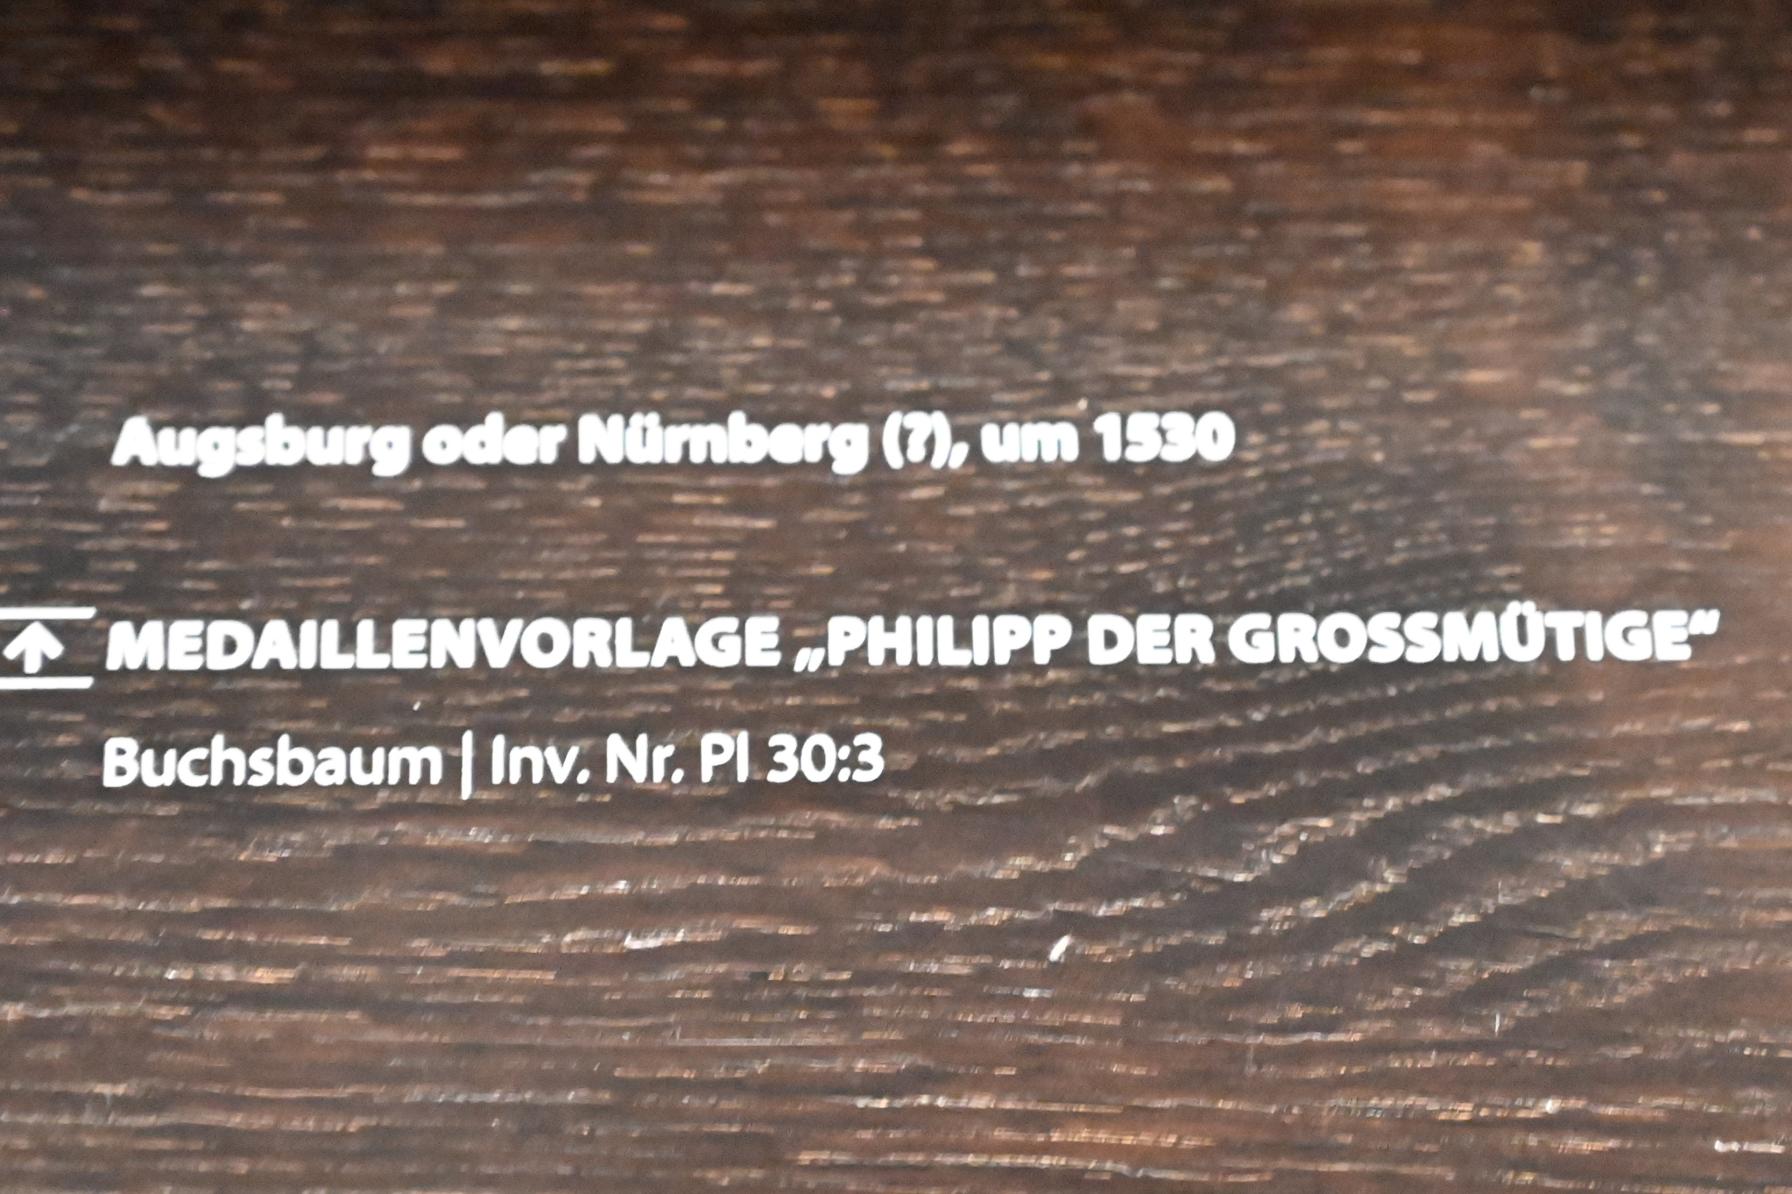 Augsburg oder Nürnberg (?), um 1530
MEDAILLENVORLAGE „PHILIPP DER GROSSMÜTIGE“
Buchsbaum | Inv. Nr. Pl 30:3